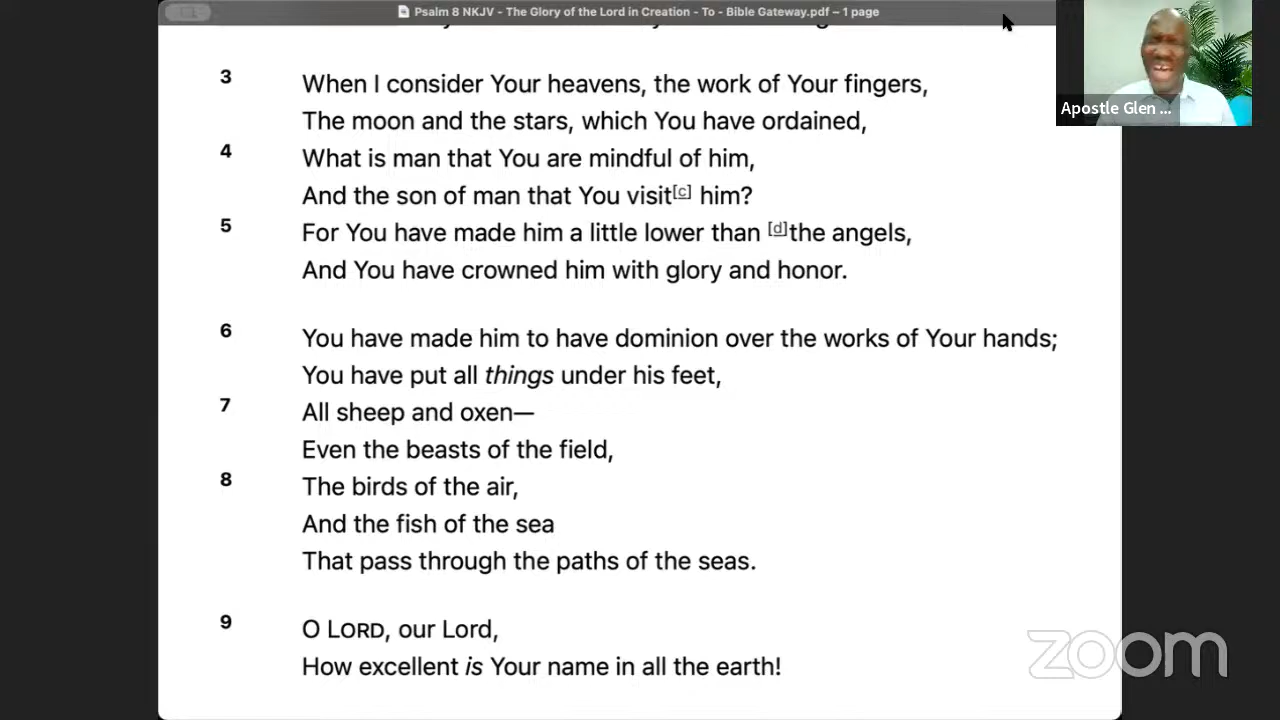 Psalm 8 NKJV - The Glory of the Lord in Creation - To - Bible Gateway.pdf – 1 page
3 When I consider Your heavens, the work of Your fingers,
The moon and the stars, which You have ordained,
4 What is man that You are mindful of him,
And the son of man that You visit[c] him?
5 For You have made him a little lower than [d]the angels,
And You have crowned him with glory and honor.
6 You have made him to have dominion over the works of Your hands;
You have put all things under his feet,
7 All sheep and oxen—
Even the beasts of the field,
8 The birds of the air,
And the fish of the sea
That pass through the paths of the seas.
9 O LORD, our Lord,
How excellent is Your name in all the earth!
Apostle Glen ...
zoom